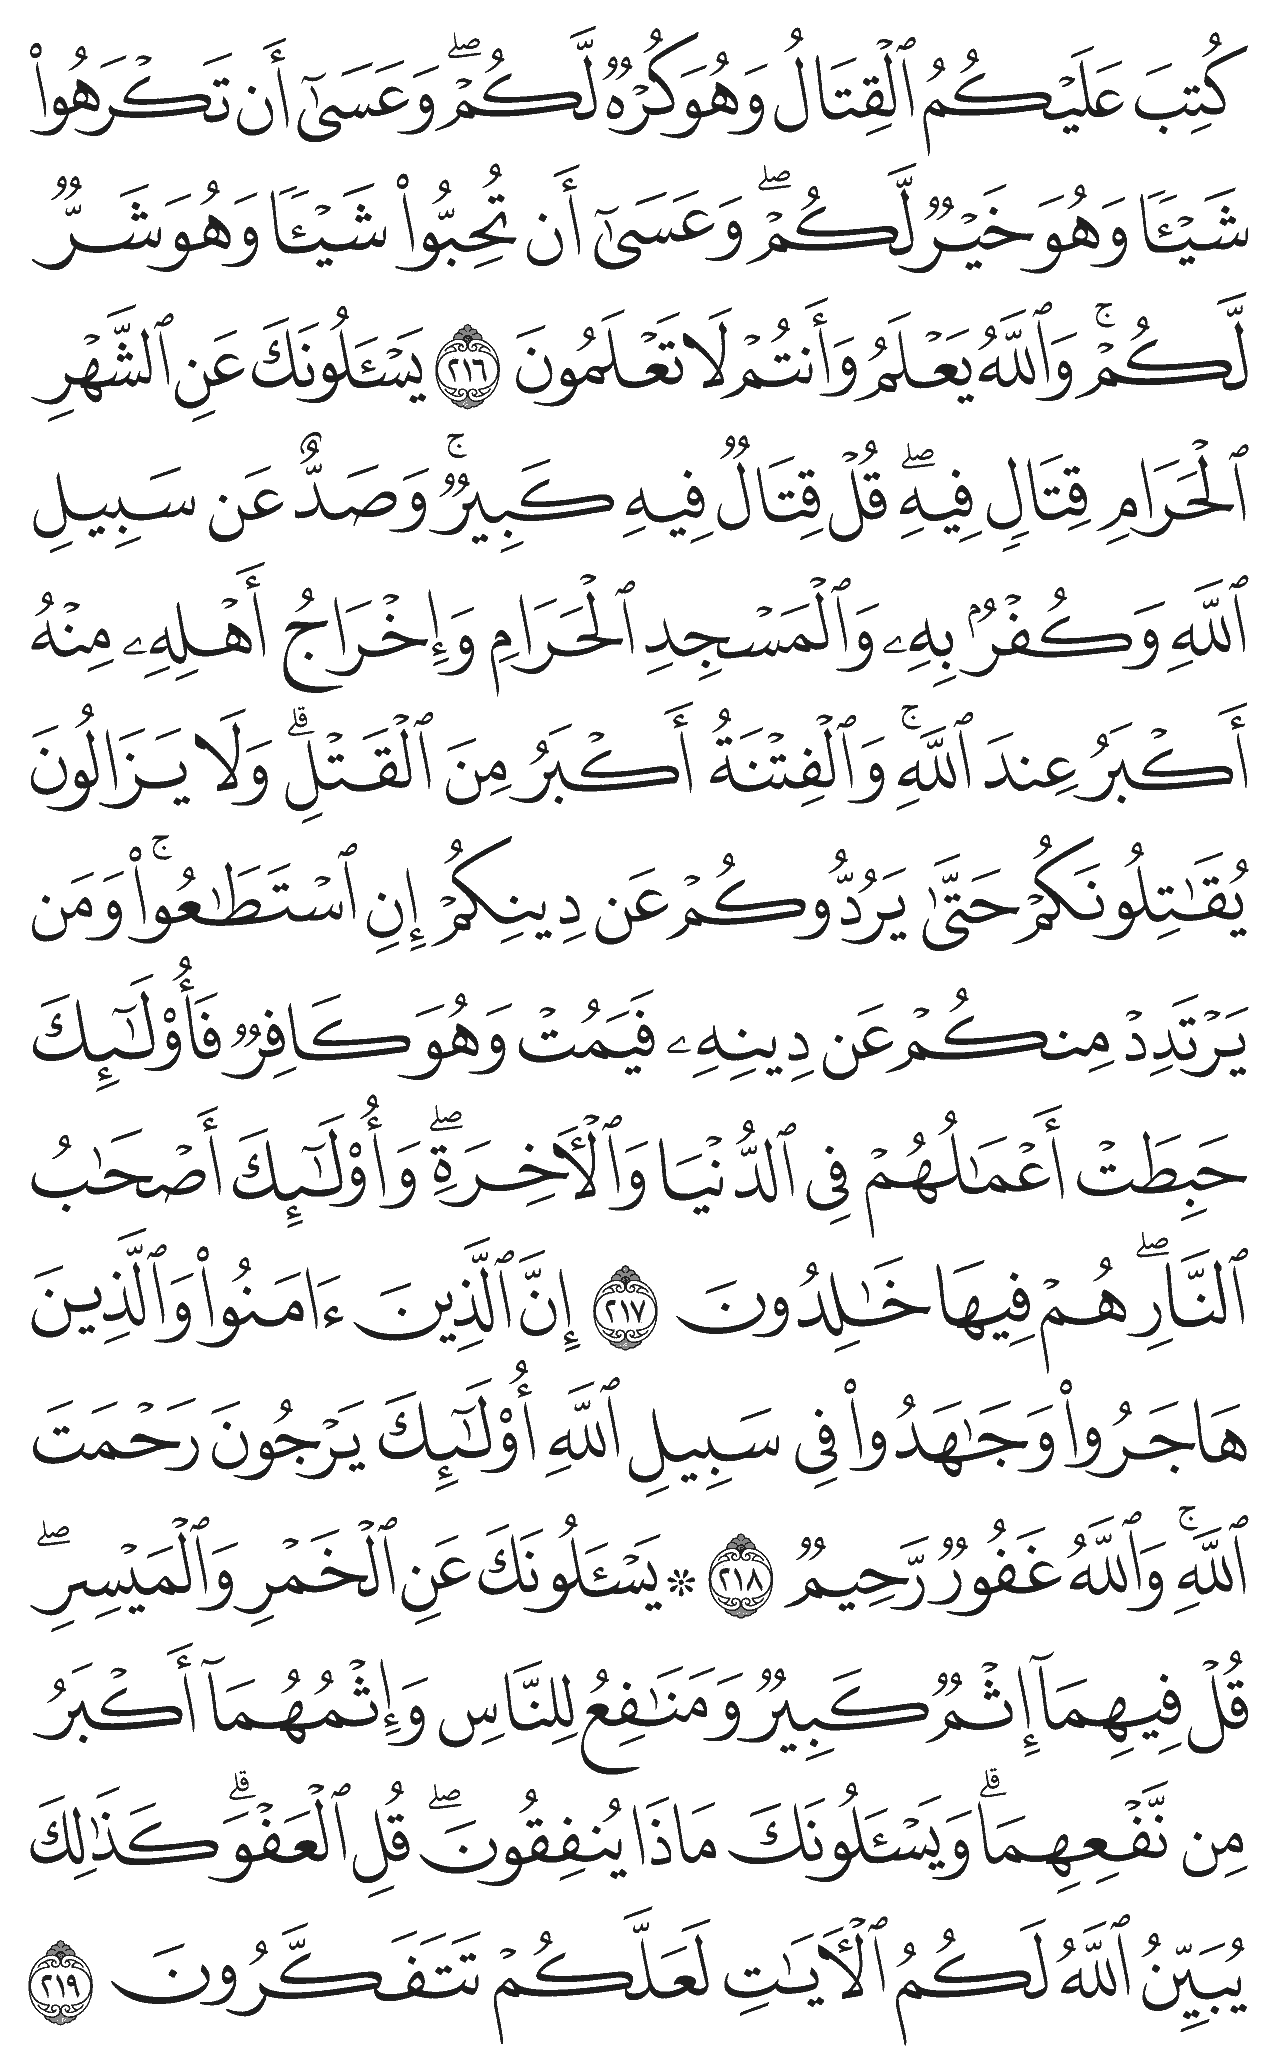 كُتِبَ عَلَيْكُمُ ٱلْقِتَالُ وَهُوَ كُرْهٌ لَّكُمْ ۖ وَعَسَىٰٓ أَن تَكْرَهُوا۟
شَيْـًٔا وَهُوَ خَيْرٌ لَّكُمْ ۖ وَعَسَىٰٓ أَن تُحِبُّوا۟ شَيْـًٔا وَهُوَ شَرٌّ
لَّكُمْ ۚ وَٱللَّهُ يَعْلَمُ وَأَنتُمْ لَا تَعْلَمُونَ ٢١٦ يَسْـَٔلُونَكَ عَنِ ٱلشَّهْرِ
ٱلْحَرَامِ قِتَالٍ فِيهِ ۖ قُلْ قِتَالٌ فِيهِ كَبِيرٌ ۚ وَصَدٌّ عَن سَبِيلِ
ٱللَّهِ وَكُفْرٌۢ بِهِۦ وَٱلْمَسْجِدِ ٱلْحَرَامِ وَإِخْرَاجُ أَهْلِهِۦ مِنْهُ
أَكْبَرُ عِندَ ٱللَّهِ ۚ وَٱلْفِتْنَةُ أَكْبَرُ مِنَ ٱلْقَتْلِ ۗ وَلَا يَزَالُونَ
يُقَـٰتِلُونَكُمْ حَتَّىٰ يَرُدُّوكُمْ عَن دِينِكُمْ إِنِ ٱسْتَطَـٰعُوا۟ ۚ وَمَن
يَرْتَدِدْ مِنكُمْ عَن دِينِهِۦ فَيَمُتْ وَهُوَ كَافِرٌ فَأُو۟لَـٰٓئِكَ
حَبِطَتْ أَعْمَـٰلُهُمْ فِى ٱلدُّنْيَا وَٱلْـَٔاخِرَةِ ۖ وَأُو۟لَـٰٓئِكَ أَصْحَـٰبُ
ٱلنَّارِ ۖ هُمْ فِيهَا خَـٰلِدُونَ ٢١٧ إِنَّ ٱلَّذِينَ ءَامَنُوا۟ وَٱلَّذِينَ
هَاجَرُوا۟ وَجَـٰهَدُوا۟ فِى سَبِيلِ ٱللَّهِ أُو۟لَـٰٓئِكَ يَرْجُونَ رَحْمَتَ
ٱللَّهِ ۚ وَٱللَّهُ غَفُورٌ رَّحِيمٌ ٢١٨ ۞ يَسْـَٔلُونَكَ عَنِ ٱلْخَمْرِ وَٱلْمَيْسِرِ ۖ
قُلْ فِيهِمَآ إِثْمٌ كَبِيرٌ وَمَنَـٰفِعُ لِلنَّاسِ وَإِثْمُهُمَآ أَكْبَرُ
مِن نَّفْعِهِمَا ۗ وَيَسْـَٔلُونَكَ مَاذَا يُنفِقُونَ ۖ قُلِ ٱلْعَفْوَ ۗ كَذَٰلِكَ
يُبَيِّنُ ٱللَّهُ لَكُمُ ٱلْـَٔايَـٰتِ لَعَلَّكُمْ تَتَفَكَّرُونَ ٢١٩